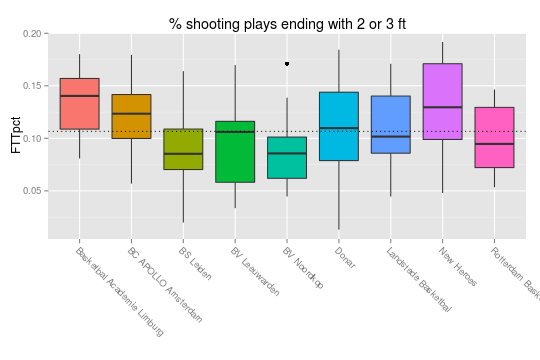 % shooting plays ending with 2 or 3 ft
FTTpct
0.20
0.15
0.10
0.05
Basketbal Academie Limburg
BC APOLLO Amsterdam
BS Leiden
BV Leeuwarden
BV Noordkop
Donar
Landstede Basketbal
New Heroes
Rotterdam Bask